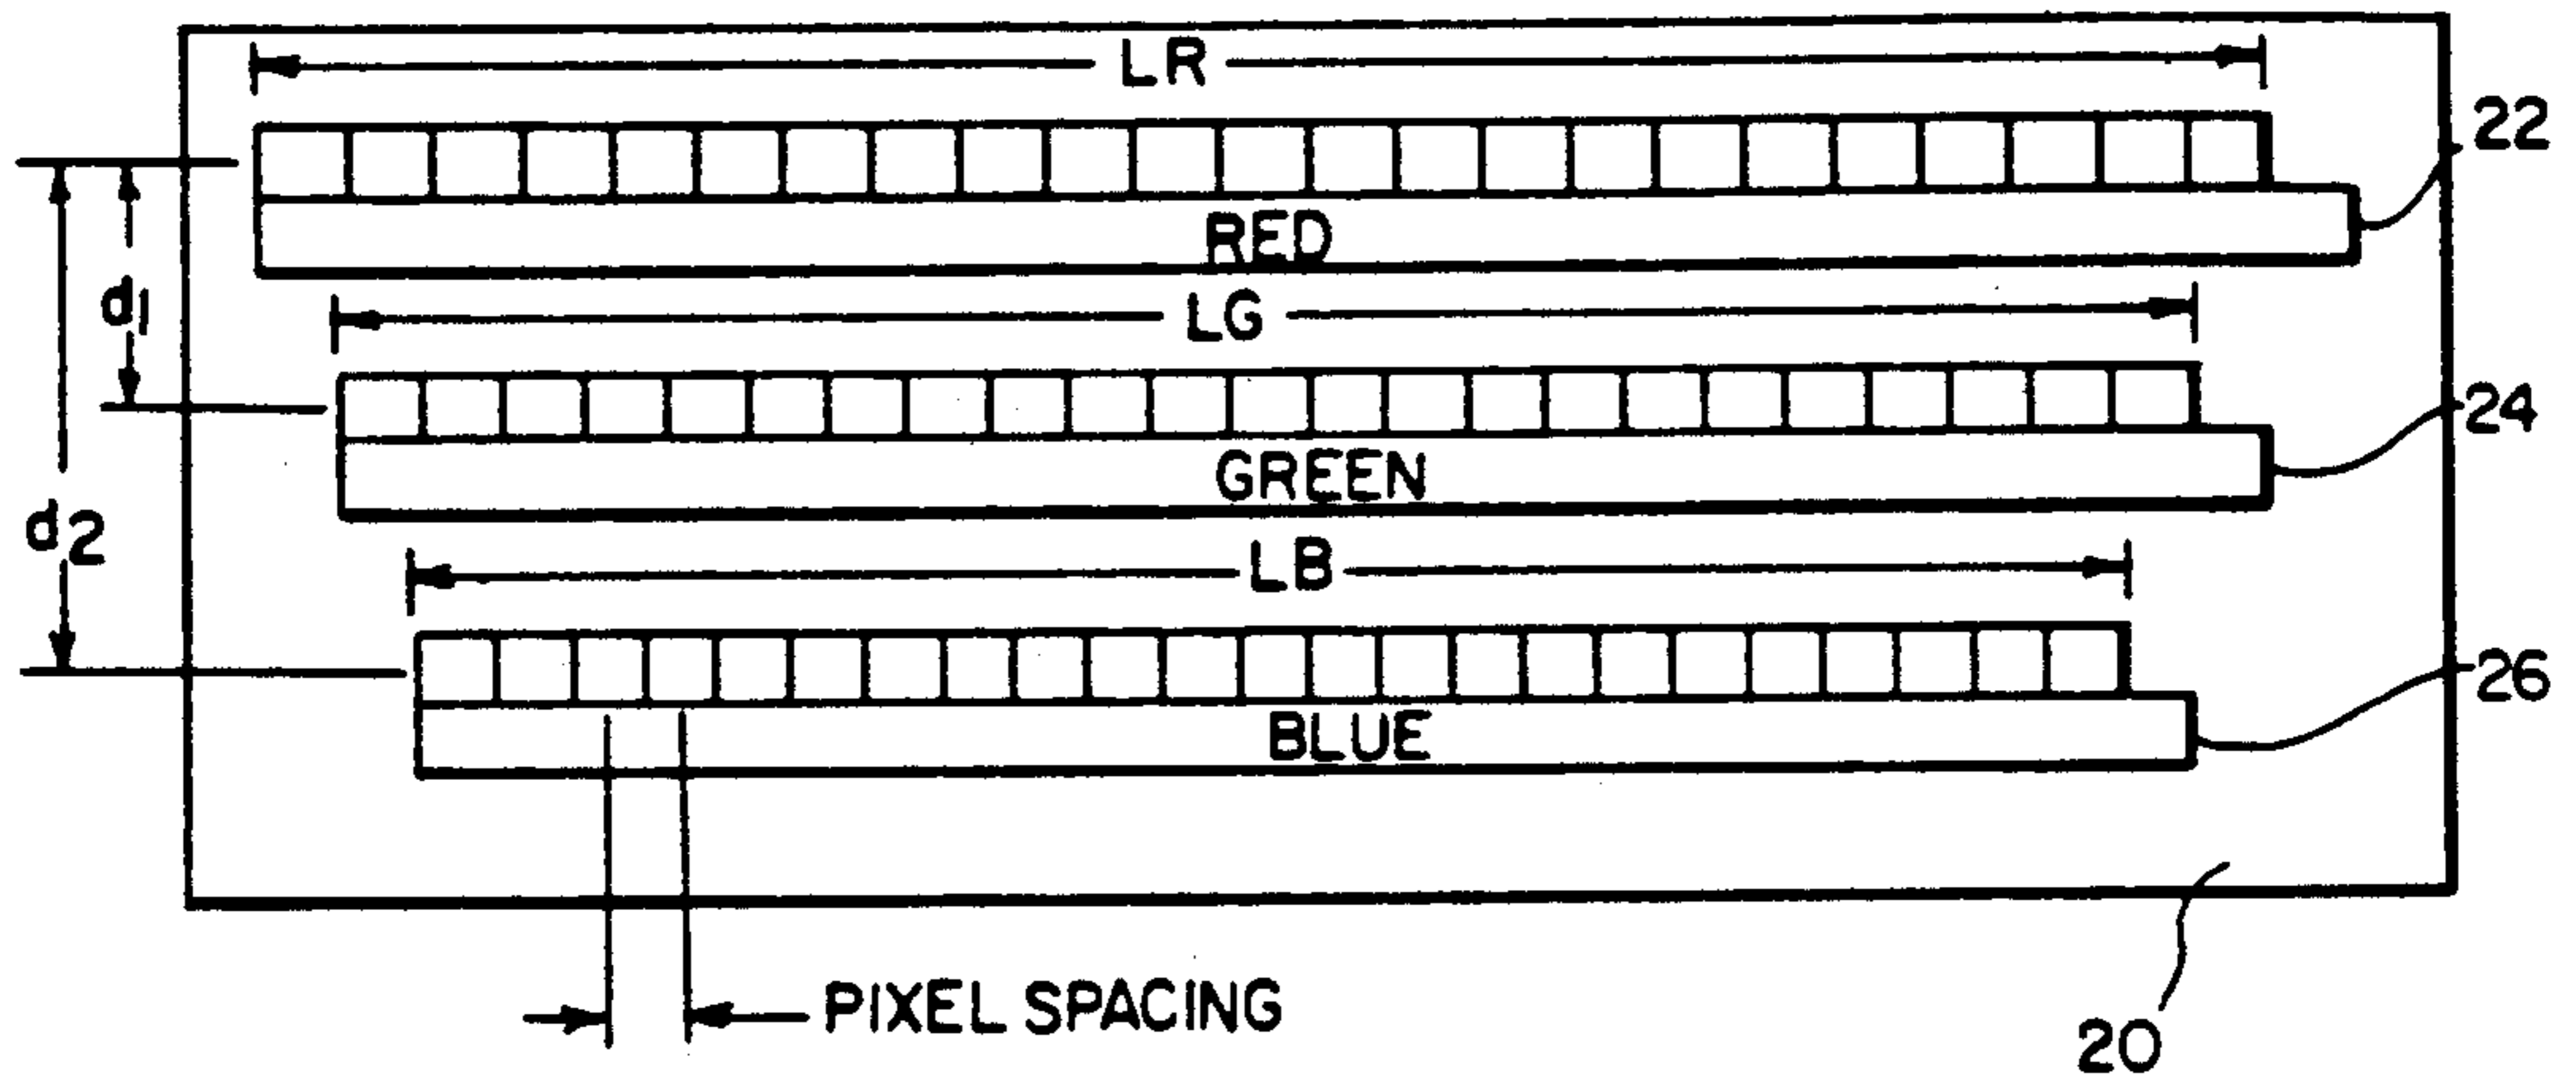 LR
22
RED
d1
LG
24
GREEN
d2
LB
26
BLUE
PIXEL SPACING
20